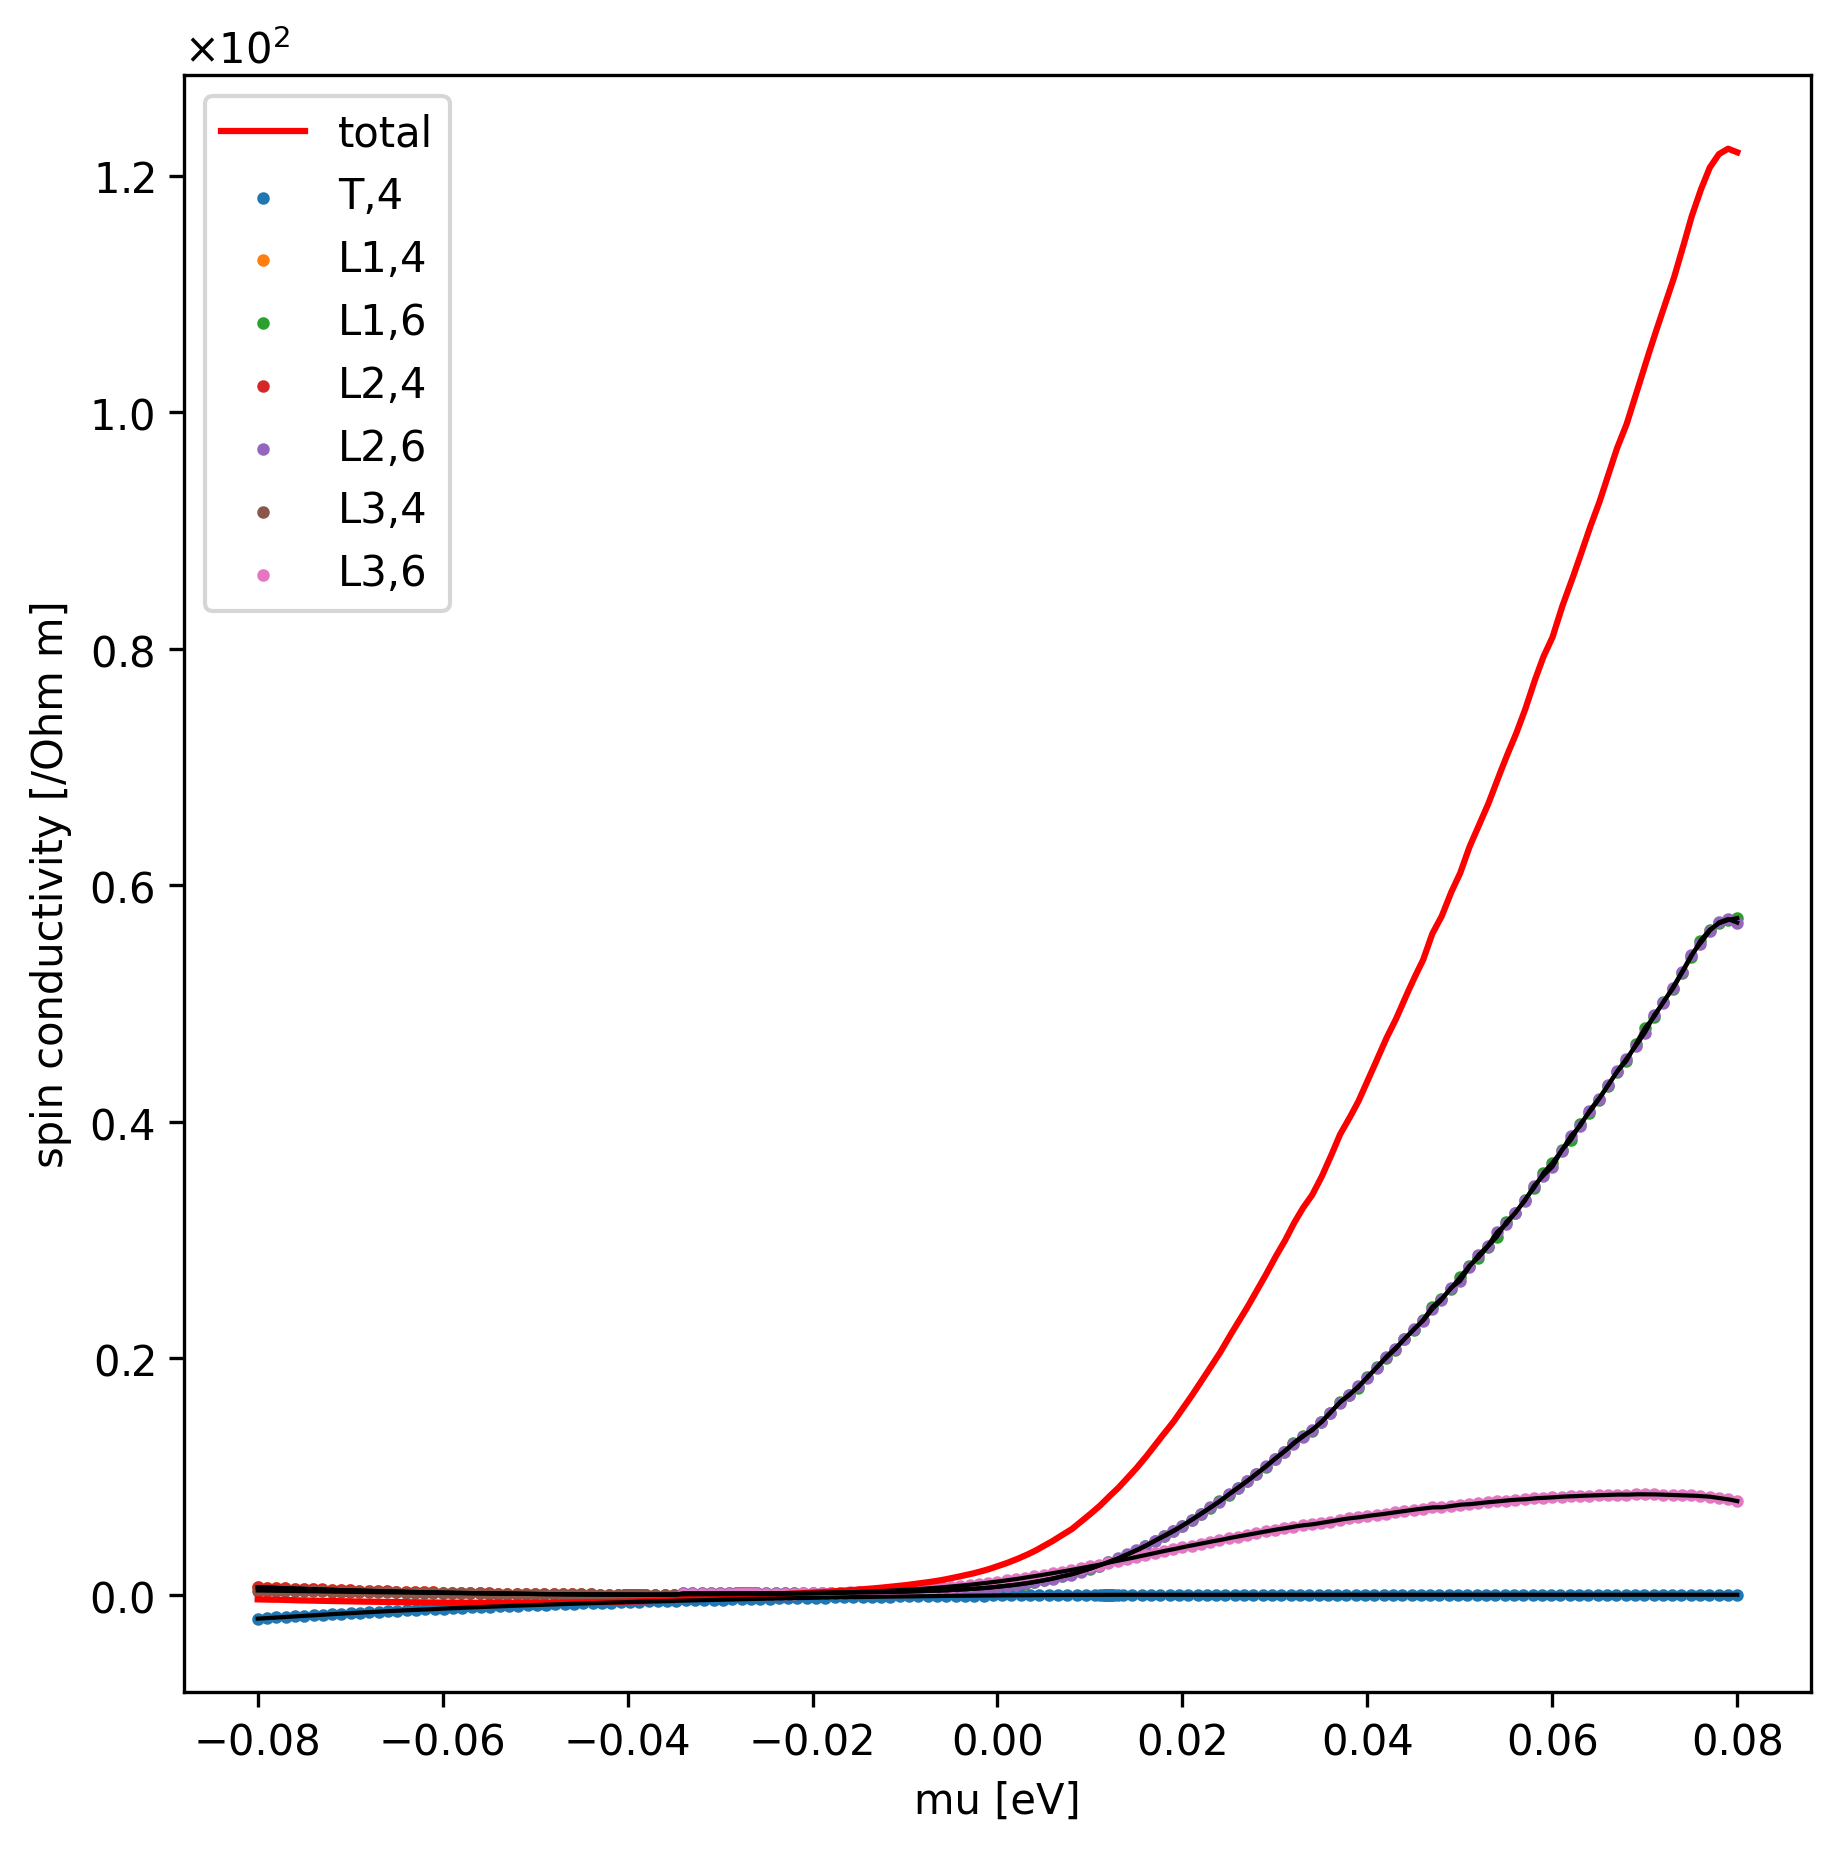 ×10²
total
T,4
L1,4
L1,6
L2,4
L2,6
L3,4
L3,6
1.2
1.0
0.8
0.6
0.4
0.2
0.0
spin conductivity [/Ohm m]
−0.08 −0.06 −0.04 −0.02 0.00 0.02 0.04 0.06 0.08
mu [eV]